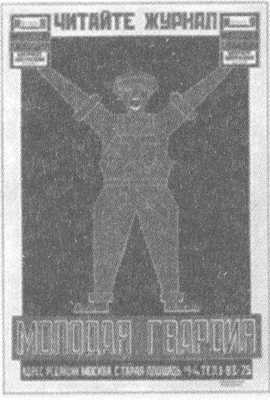 ЧИТАЙТЕ ЖУРНАЛ
МОЛОДАЯ ГВАРДИЯ
АДРЕС РЕДАКЦИИ МОСКВА СТАРАЯ ПЛОЩАДЬ